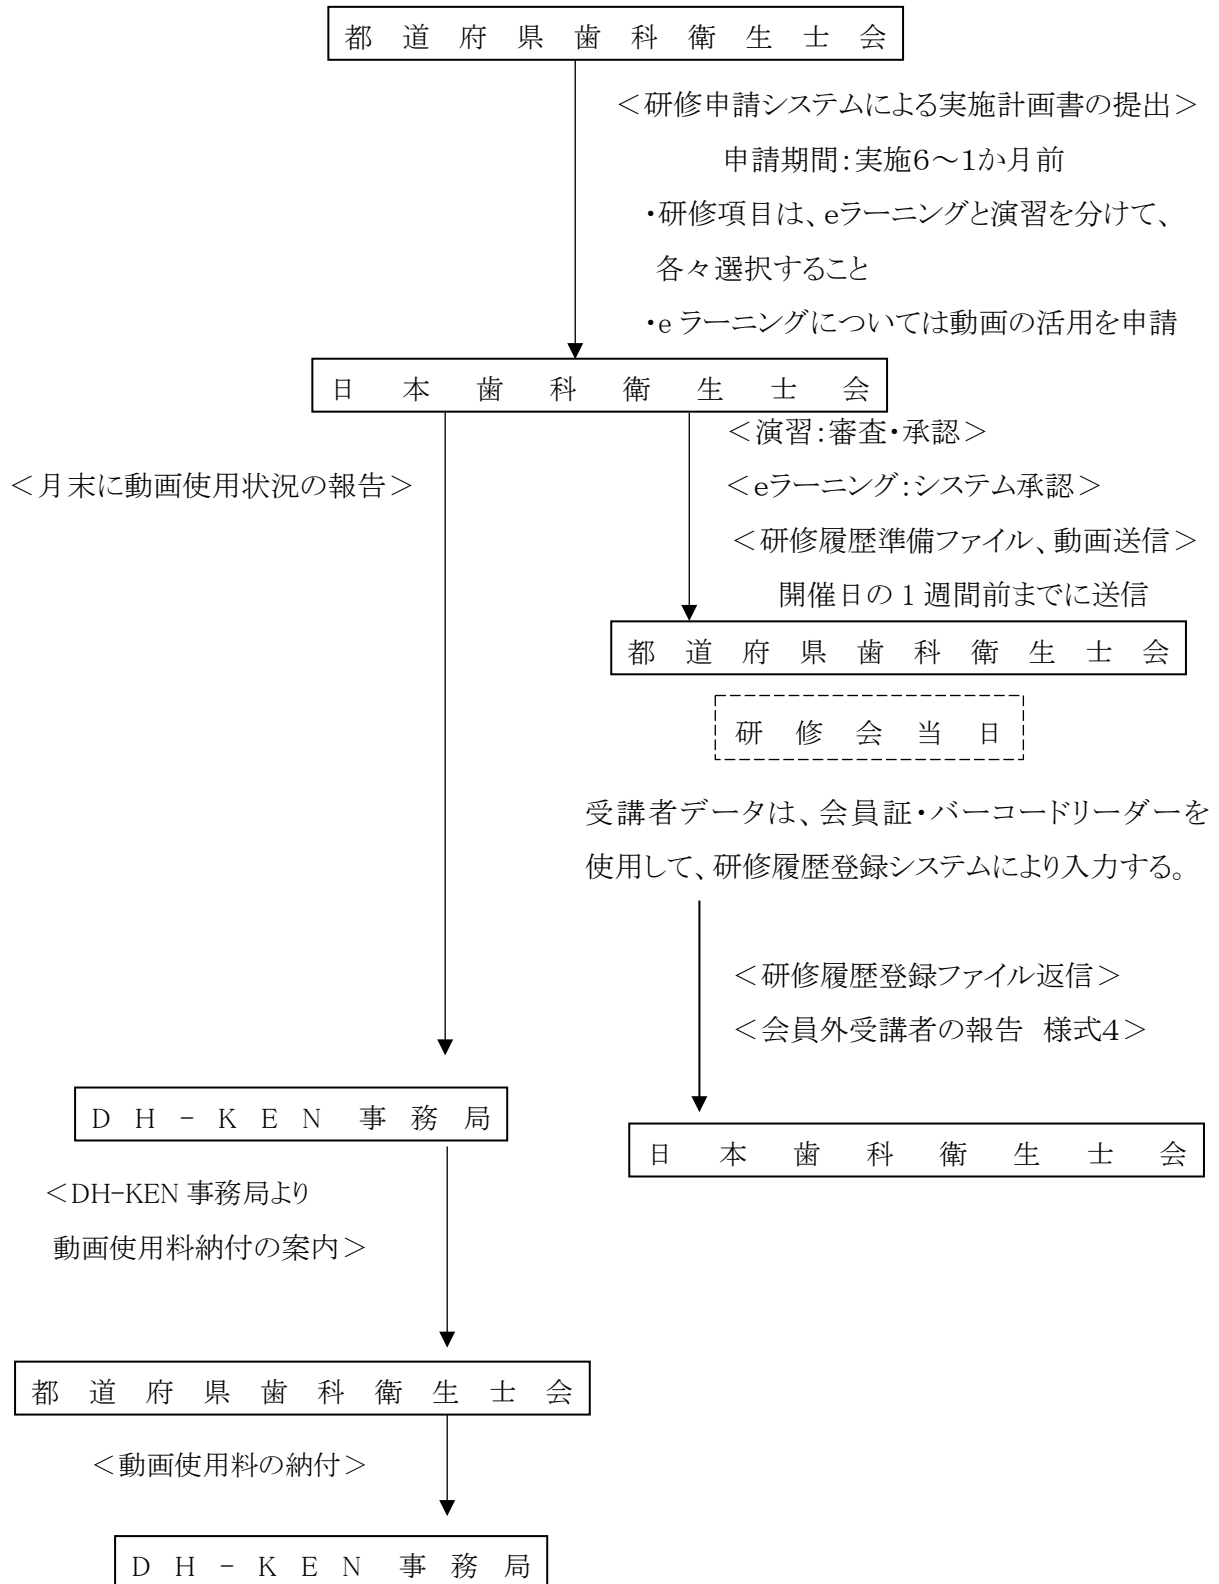 都道府県歯科衛生士会
＜研修申請システムによる実施計画書の提出＞
申請期間：実施6～1か月前
・研修項目は、eラーニングと演習を分けて、
各々選択すること
・e ラーニングについては動画の活用を申請
日本歯科衛生士会
＜演習：審査・承認＞
＜月末に動画使用状況の報告＞
＜eラーニング：システム承認＞
＜研修履歴準備ファイル、動画送信＞
開催日の 1 週間前までに送信
都道府県歯科衛生士会
研修会当日
受講者データは、会員証・バーコードリーダーを
使用して、研修履歴登録システムにより入力する。
＜研修履歴登録ファイル返信＞
＜会員外受講者の報告　様式4＞
DH-KEN事務局
日本歯科衛生士会
＜DH-KEN 事務局より
動画使用料納付の案内＞
都道府県歯科衛生士会
＜動画使用料の納付＞
DH-KEN事務局